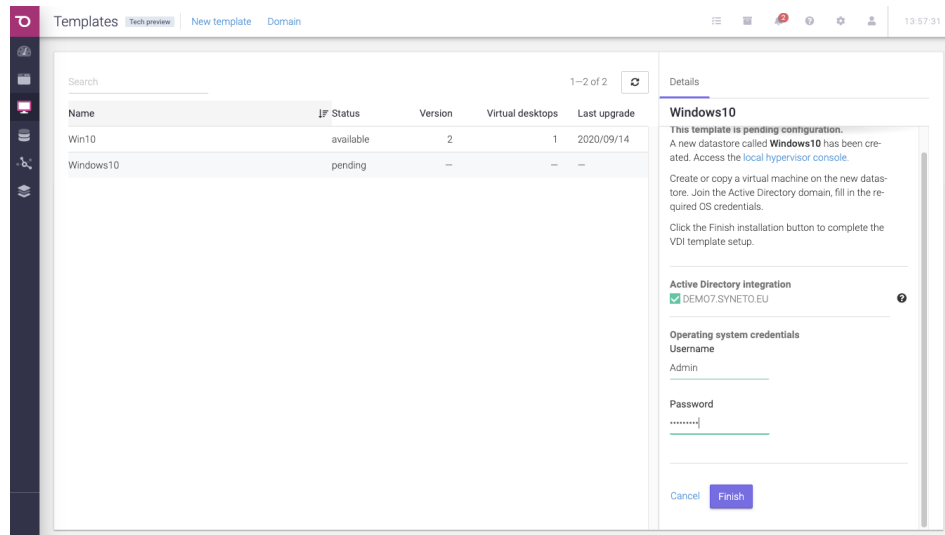 Templates Tech preview New template Domain 2 13:57:31
Search 1—2 of 2
Name Status Version Virtual desktops Last upgrade
Win10 available 2 1 2020/09/14
Windows10 pending — — —
Details
Windows10
This template is pending configuration.
A new datastore called Windows10 has been cre-
ated. Access the local hypervisor console.
Create or copy a virtual machine on the new datas-
tore. Join the Active Directory domain, fill in the re-
quired OS credentials.
Click the Finish installation button to complete the
VDI template setup.
Active Directory integration
DEMO7.SYNETO.EU
Operating system credentials
Username
Admin
Password
•••••••••
Cancel Finish